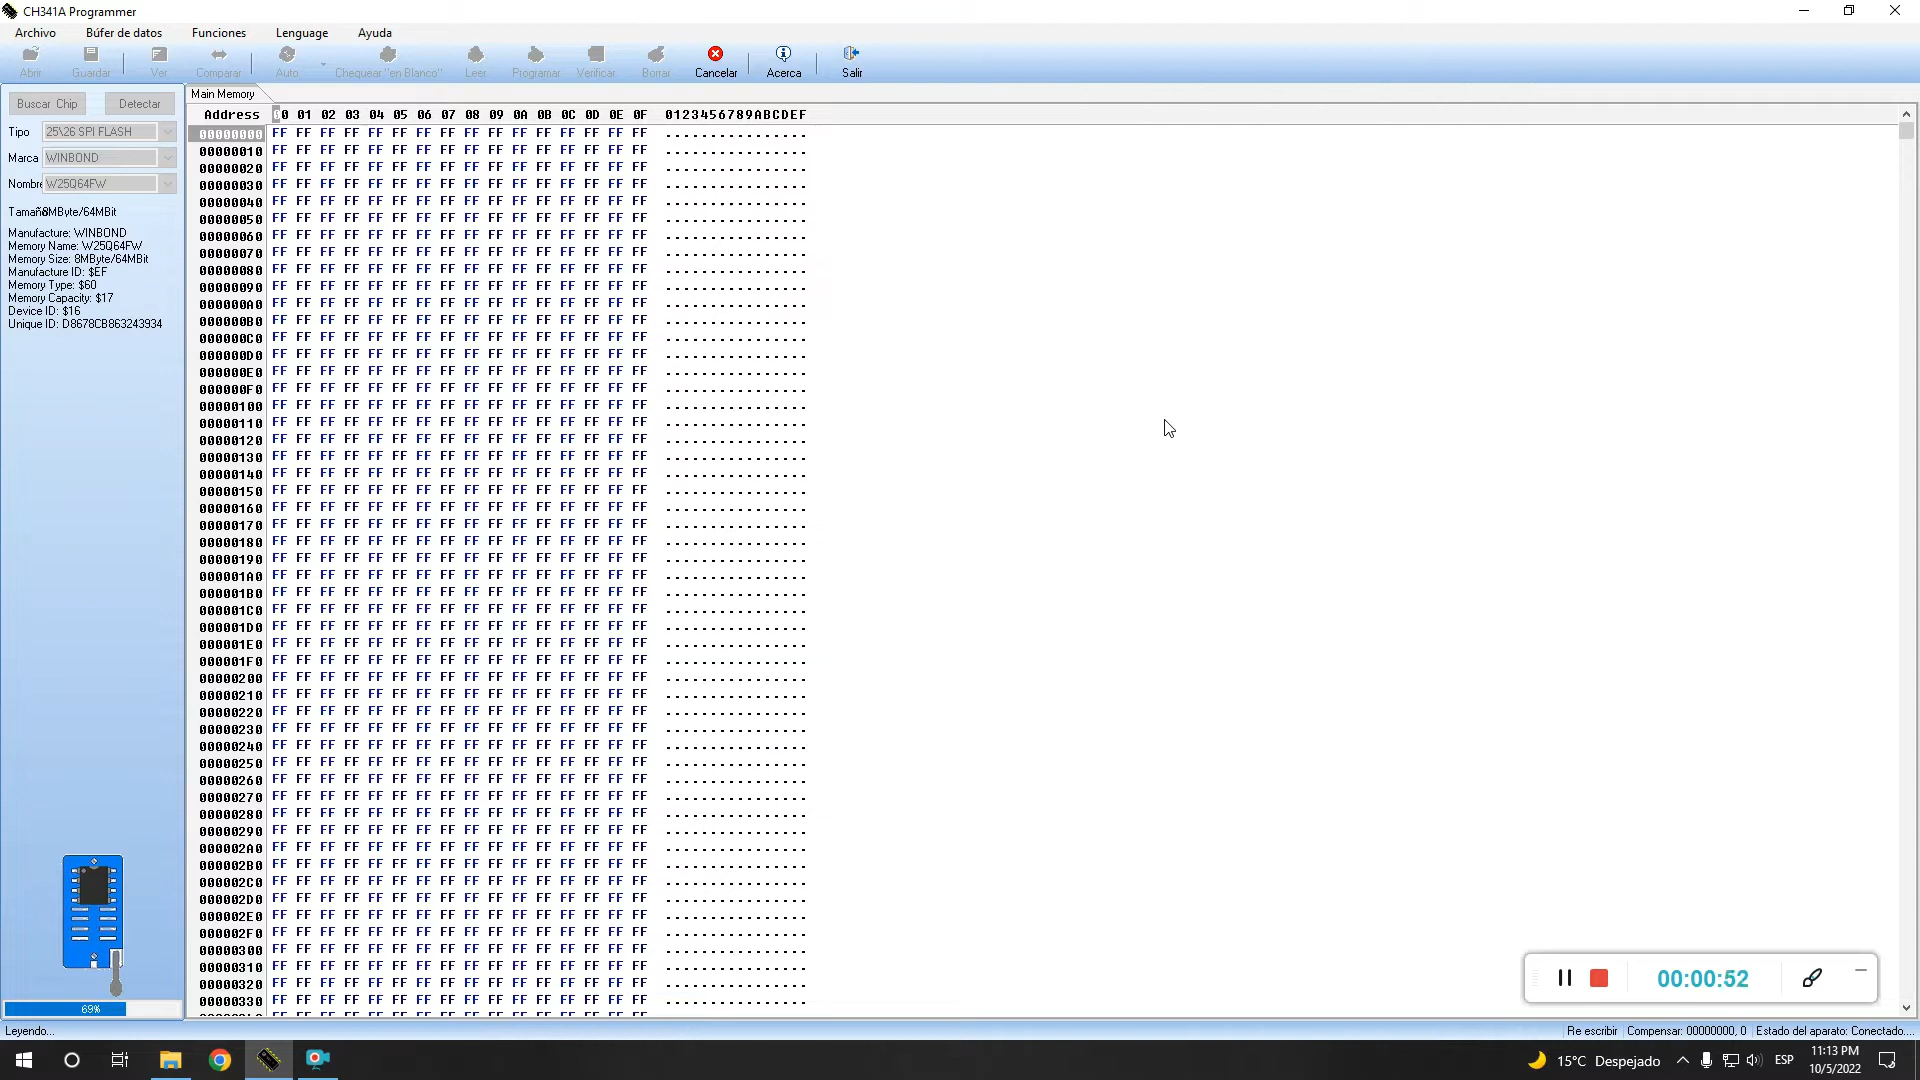 CH341A Programmer
Archivo Búfer de datos Funciones Language Ayuda
Abrir Guardar Ver Comparar Auto Chequear "en Blanco" Leer Programar Verificar Borrar Cancelar Acerca Salir
Buscar Chip Detectar
Tipo 25\26 SPI FLASH
Marca WINBOND
Nombre W25Q64FW
Tamaño 8MByte/64MBit
Manufacture: WINBOND
Memory Name: W25Q64FW
Memory Size: 8MByte/64MBit
Manufacture ID: $EF
Memory Type: $60
Memory Capacity: $17
Device ID: $16
Unique ID: D8678CB863243934
69%
Main Memory
Address 00 01 02 03 04 05 06 07 08 09 0A 0B 0C 0D 0E 0F 0123456789ABCDEF
00000000 FF FF FF FF FF FF FF FF FF FF FF FF FF FF FF FF ................
00000010 FF FF FF FF FF FF FF FF FF FF FF FF FF FF FF FF ................
00000020 FF FF FF FF FF FF FF FF FF FF FF FF FF FF FF FF ................
00000030 FF FF FF FF FF FF FF FF FF FF FF FF FF FF FF FF ................
00000040 FF FF FF FF FF FF FF FF FF FF FF FF FF FF FF FF ................
00000050 FF FF FF FF FF FF FF FF FF FF FF FF FF FF FF FF ................
00000060 FF FF FF FF FF FF FF FF FF FF FF FF FF FF FF FF ................
00000070 FF FF FF FF FF FF FF FF FF FF FF FF FF FF FF FF ................
00000080 FF FF FF FF FF FF FF FF FF FF FF FF FF FF FF FF ................
00000090 FF FF FF FF FF FF FF FF FF FF FF FF FF FF FF FF ................
000000A0 FF FF FF FF FF FF FF FF FF FF FF FF FF FF FF FF ................
000000B0 FF FF FF FF FF FF FF FF FF FF FF FF FF FF FF FF ................
000000C0 FF FF FF FF FF FF FF FF FF FF FF FF FF FF FF FF ................
000000D0 FF FF FF FF FF FF FF FF FF FF FF FF FF FF FF FF ................
000000E0 FF FF FF FF FF FF FF FF FF FF FF FF FF FF FF FF ................
000000F0 FF FF FF FF FF FF FF FF FF FF FF FF FF FF FF FF ................
00000100 FF FF FF FF FF FF FF FF FF FF FF FF FF FF FF FF ................
00000110 FF FF FF FF FF FF FF FF FF FF FF FF FF FF FF FF ................
00000120 FF FF FF FF FF FF FF FF FF FF FF FF FF FF FF FF ................
00000130 FF FF FF FF FF FF FF FF FF FF FF FF FF FF FF FF ................
00000140 FF FF FF FF FF FF FF FF FF FF FF FF FF FF FF FF ................
00000150 FF FF FF FF FF FF FF FF FF FF FF FF FF FF FF FF ................
00000160 FF FF FF FF FF FF FF FF FF FF FF FF FF FF FF FF ................
00000170 FF FF FF FF FF FF FF FF FF FF FF FF FF FF FF FF ................
00000180 FF FF FF FF FF FF FF FF FF FF FF FF FF FF FF FF ................
00000190 FF FF FF FF FF FF FF FF FF FF FF FF FF FF FF FF ................
000001A0 FF FF FF FF FF FF FF FF FF FF FF FF FF FF FF FF ................
000001B0 FF FF FF FF FF FF FF FF FF FF FF FF FF FF FF FF ................
000001C0 FF FF FF FF FF FF FF FF FF FF FF FF FF FF FF FF ................
000001D0 FF FF FF FF FF FF FF FF FF FF FF FF FF FF FF FF ................
000001E0 FF FF FF FF FF FF FF FF FF FF FF FF FF FF FF FF ................
000001F0 FF FF FF FF FF FF FF FF FF FF FF FF FF FF FF FF ................
00000200 FF FF FF FF FF FF FF FF FF FF FF FF FF FF FF FF ................
00000210 FF FF FF FF FF FF FF FF FF FF FF FF FF FF FF FF ................
00000220 FF FF FF FF FF FF FF FF FF FF FF FF FF FF FF FF ................
00000230 FF FF FF FF FF FF FF FF FF FF FF FF FF FF FF FF ................
00000240 FF FF FF FF FF FF FF FF FF FF FF FF FF FF FF FF ................
00000250 FF FF FF FF FF FF FF FF FF FF FF FF FF FF FF FF ................
00000260 FF FF FF FF FF FF FF FF FF FF FF FF FF FF FF FF ................
00000270 FF FF FF FF FF FF FF FF FF FF FF FF FF FF FF FF ................
00000280 FF FF FF FF FF FF FF FF FF FF FF FF FF FF FF FF ................
00000290 FF FF FF FF FF FF FF FF FF FF FF FF FF FF FF FF ................
000002A0 FF FF FF FF FF FF FF FF FF FF FF FF FF FF FF FF ................
000002B0 FF FF FF FF FF FF FF FF FF FF FF FF FF FF FF FF ................
000002C0 FF FF FF FF FF FF FF FF FF FF FF FF FF FF FF FF ................
000002D0 FF FF FF FF FF FF FF FF FF FF FF FF FF FF FF FF ................
000002E0 FF FF FF FF FF FF FF FF FF FF FF FF FF FF FF FF ................
000002F0 FF FF FF FF FF FF FF FF FF FF FF FF FF FF FF FF ................
00000300 FF FF FF FF FF FF FF FF FF FF FF FF FF FF FF FF ................
00000310 FF FF FF FF FF FF FF FF FF FF FF FF FF FF FF FF ................
00000320 FF FF FF FF FF FF FF FF FF FF FF FF FF FF FF FF ................
00000330 FF FF FF FF FF FF FF FF FF FF FF FF FF FF FF FF ................
00:00:52
Leyendo... Re escribir Compensar: 00000000, 0 Estado del aparato: Conectado....
15°C Despejado ESP 11:13 PM
10/5/2022